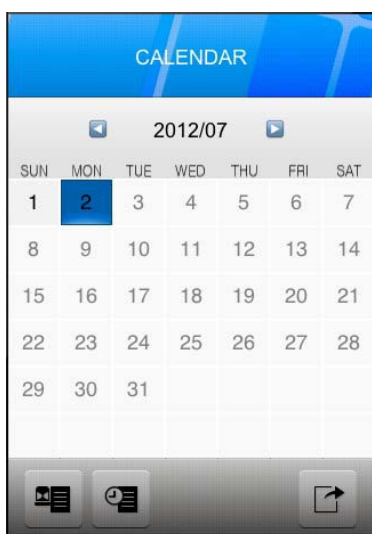 CALENDAR
2012/07
SUN MON TUE WED THU FRI SAT
1 2 3 4 5 6 7
8 9 10 11 12 13 14
15 16 17 18 19 20 21
22 23 24 25 26 27 28
29 30 31